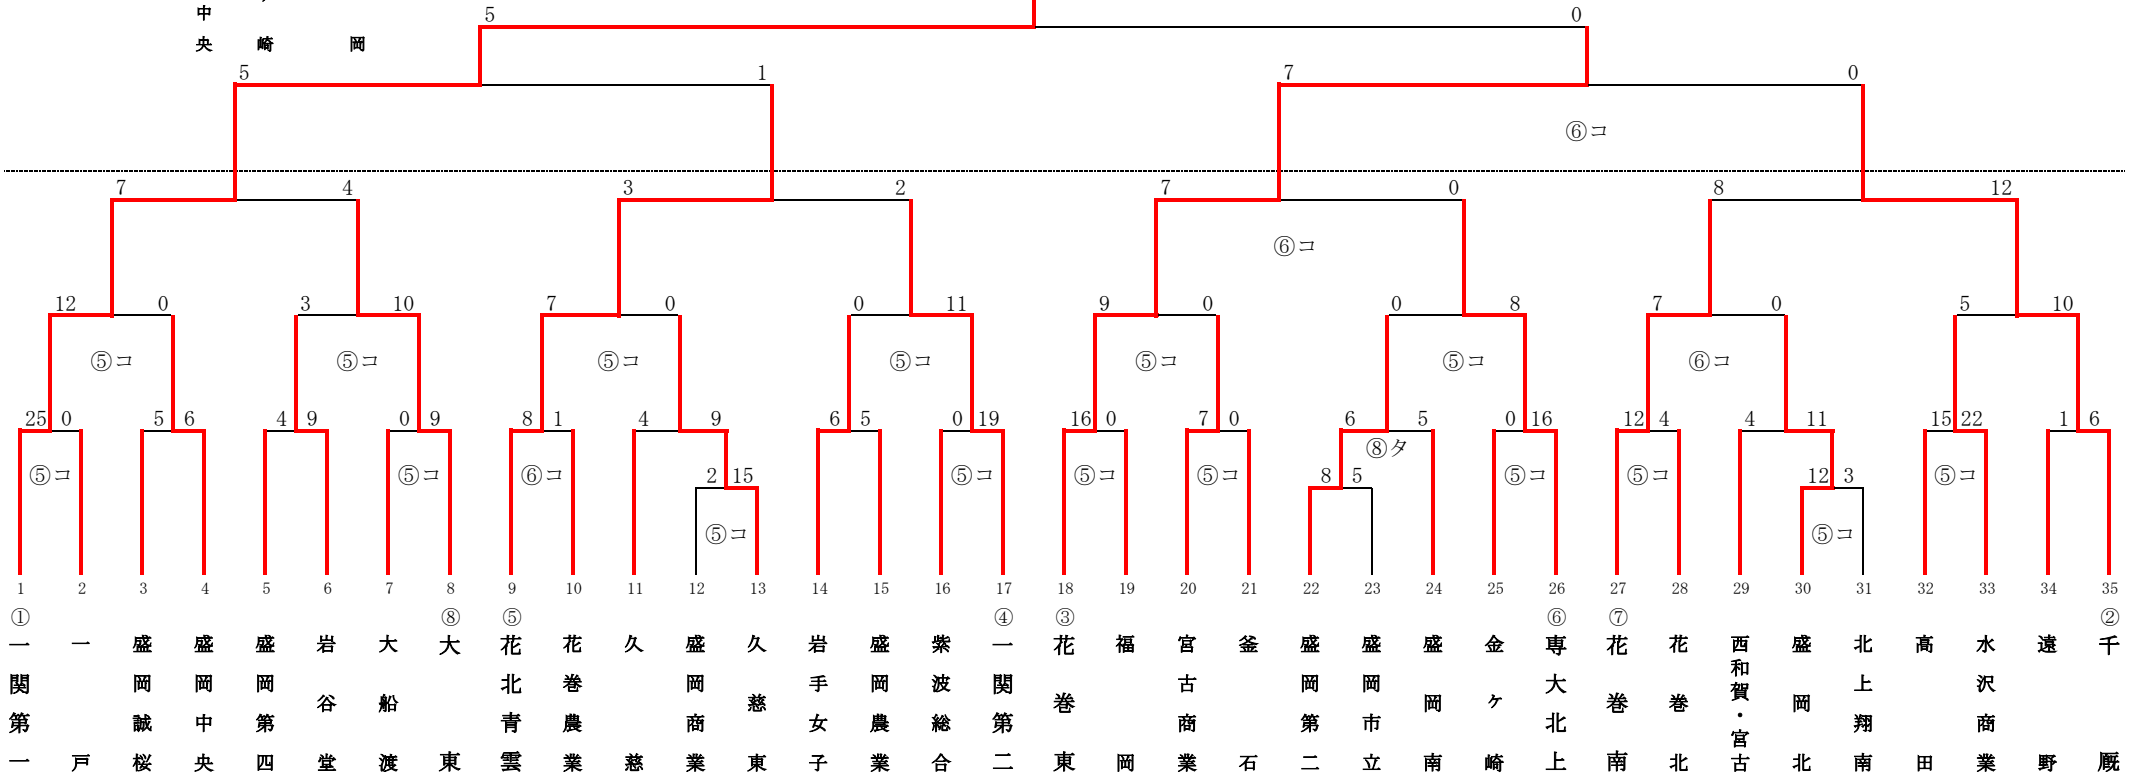 中
央 崎 岡
5 0
5 1 7 0
⑥コ
7 4 3 2 7 0 8 12
⑥コ
12 0 3 10 7 0 0 11 9 0 0 8 7 0 5 10
⑤コ ⑤コ ⑤コ ⑤コ ⑤コ ⑤コ ⑥コ
25 0 5 6 4 9 0 9 8 1 4 9 6 5 0 19 16 0 7 0 6 5 0 16 12 4 4 11 15 22 1 6
⑧タ
⑤コ ⑤コ ⑥コ 2 15 ⑤コ ⑤コ ⑤コ 8 5 ⑤コ ⑤コ 12 3 ⑤コ
⑤コ ⑤コ
1 2 3 4 5 6 7 8 9 10 11 12 13 14 15 16 17 18 19 20 21 22 23 24 25 26 27 28 29 30 31 32 33 34 35
① ⑧ ⑤ ④ ③ ⑥ ⑦ ②
一関第一
一戸
盛岡誠桜
盛岡中央
盛岡第四
岩谷堂
大船渡
大東
花北青雲
花巻農業
久慈
盛岡商業
久慈東
岩手女子
盛岡農業
紫波総合
一関第二
花巻東
福岡
宮古商業
釜石
盛岡第二
盛岡市立
盛岡南
金ケ崎
専大北上
花巻南
花巻北
西和賀・宮古
盛岡北
北上翔南
高田
水沢商業
遠野
千厩